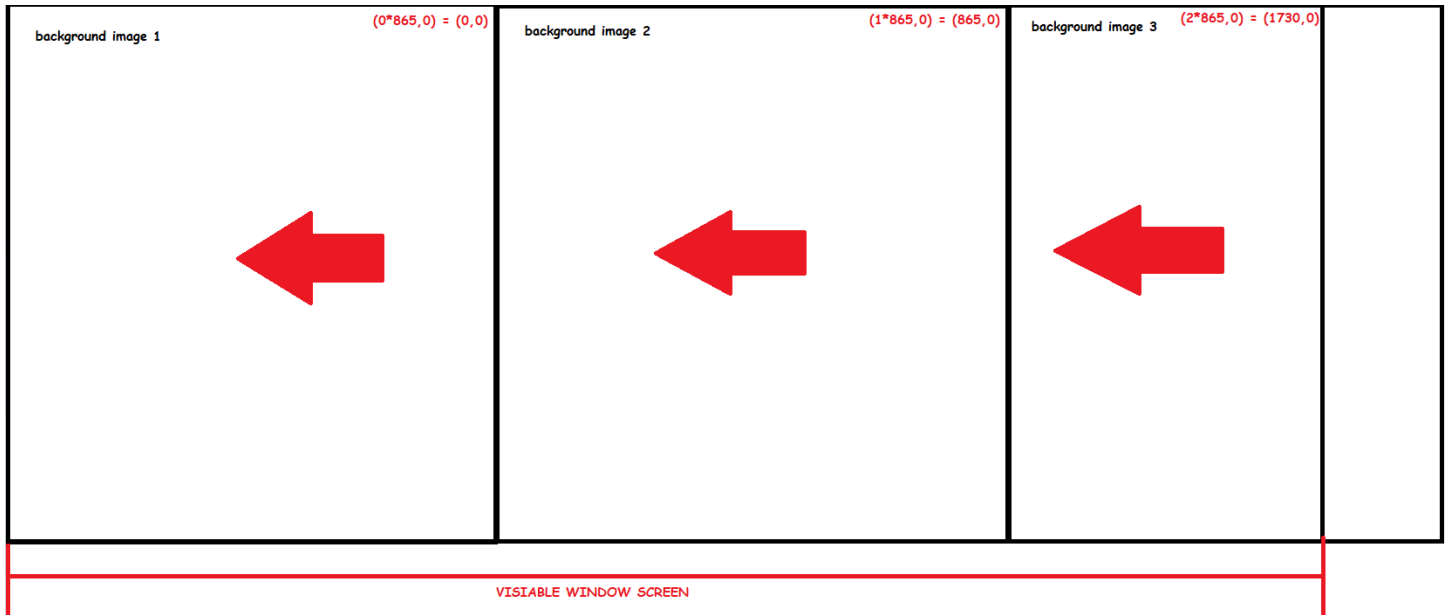 background image 1
(0*865,0) = (0,0)
background image 2
(1*865,0) = (865,0)
background image 3
(2*865,0) = (1730,0)
VISIABLE WINDOW SCREEN